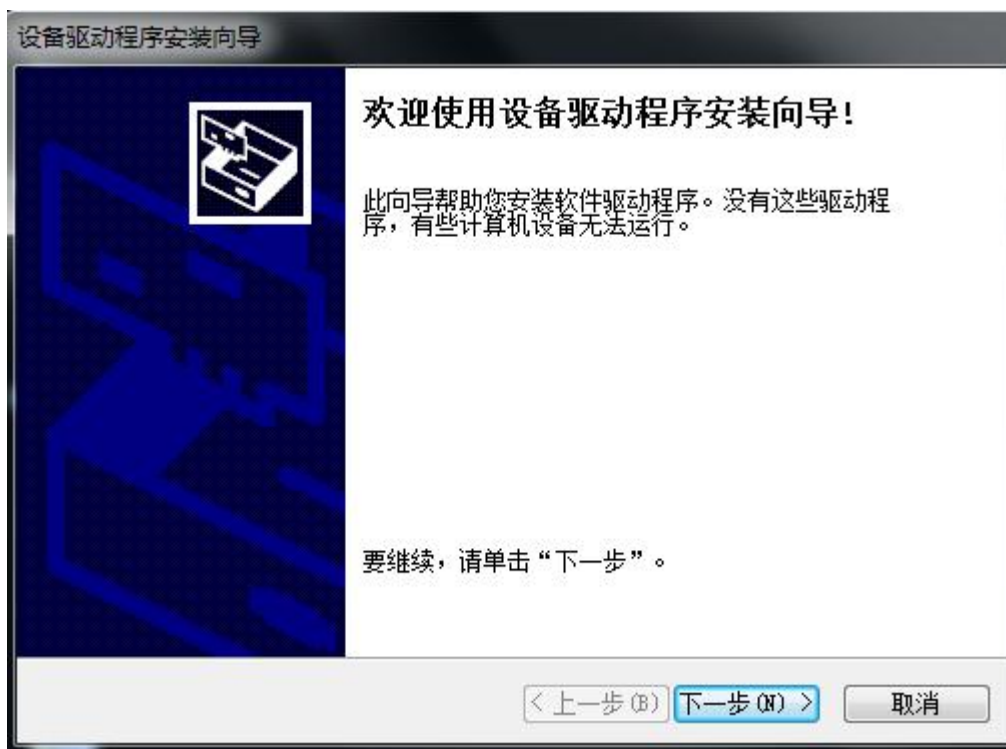 设备驱动程序安装向导
欢迎使用设备驱动程序安装向导!
此向导帮助您安装软件驱动程序。没有这些驱动程
序，有些计算机设备无法运行。
要继续，请单击“下一步”。
< 上一步(B) 下一步(N) > 取消